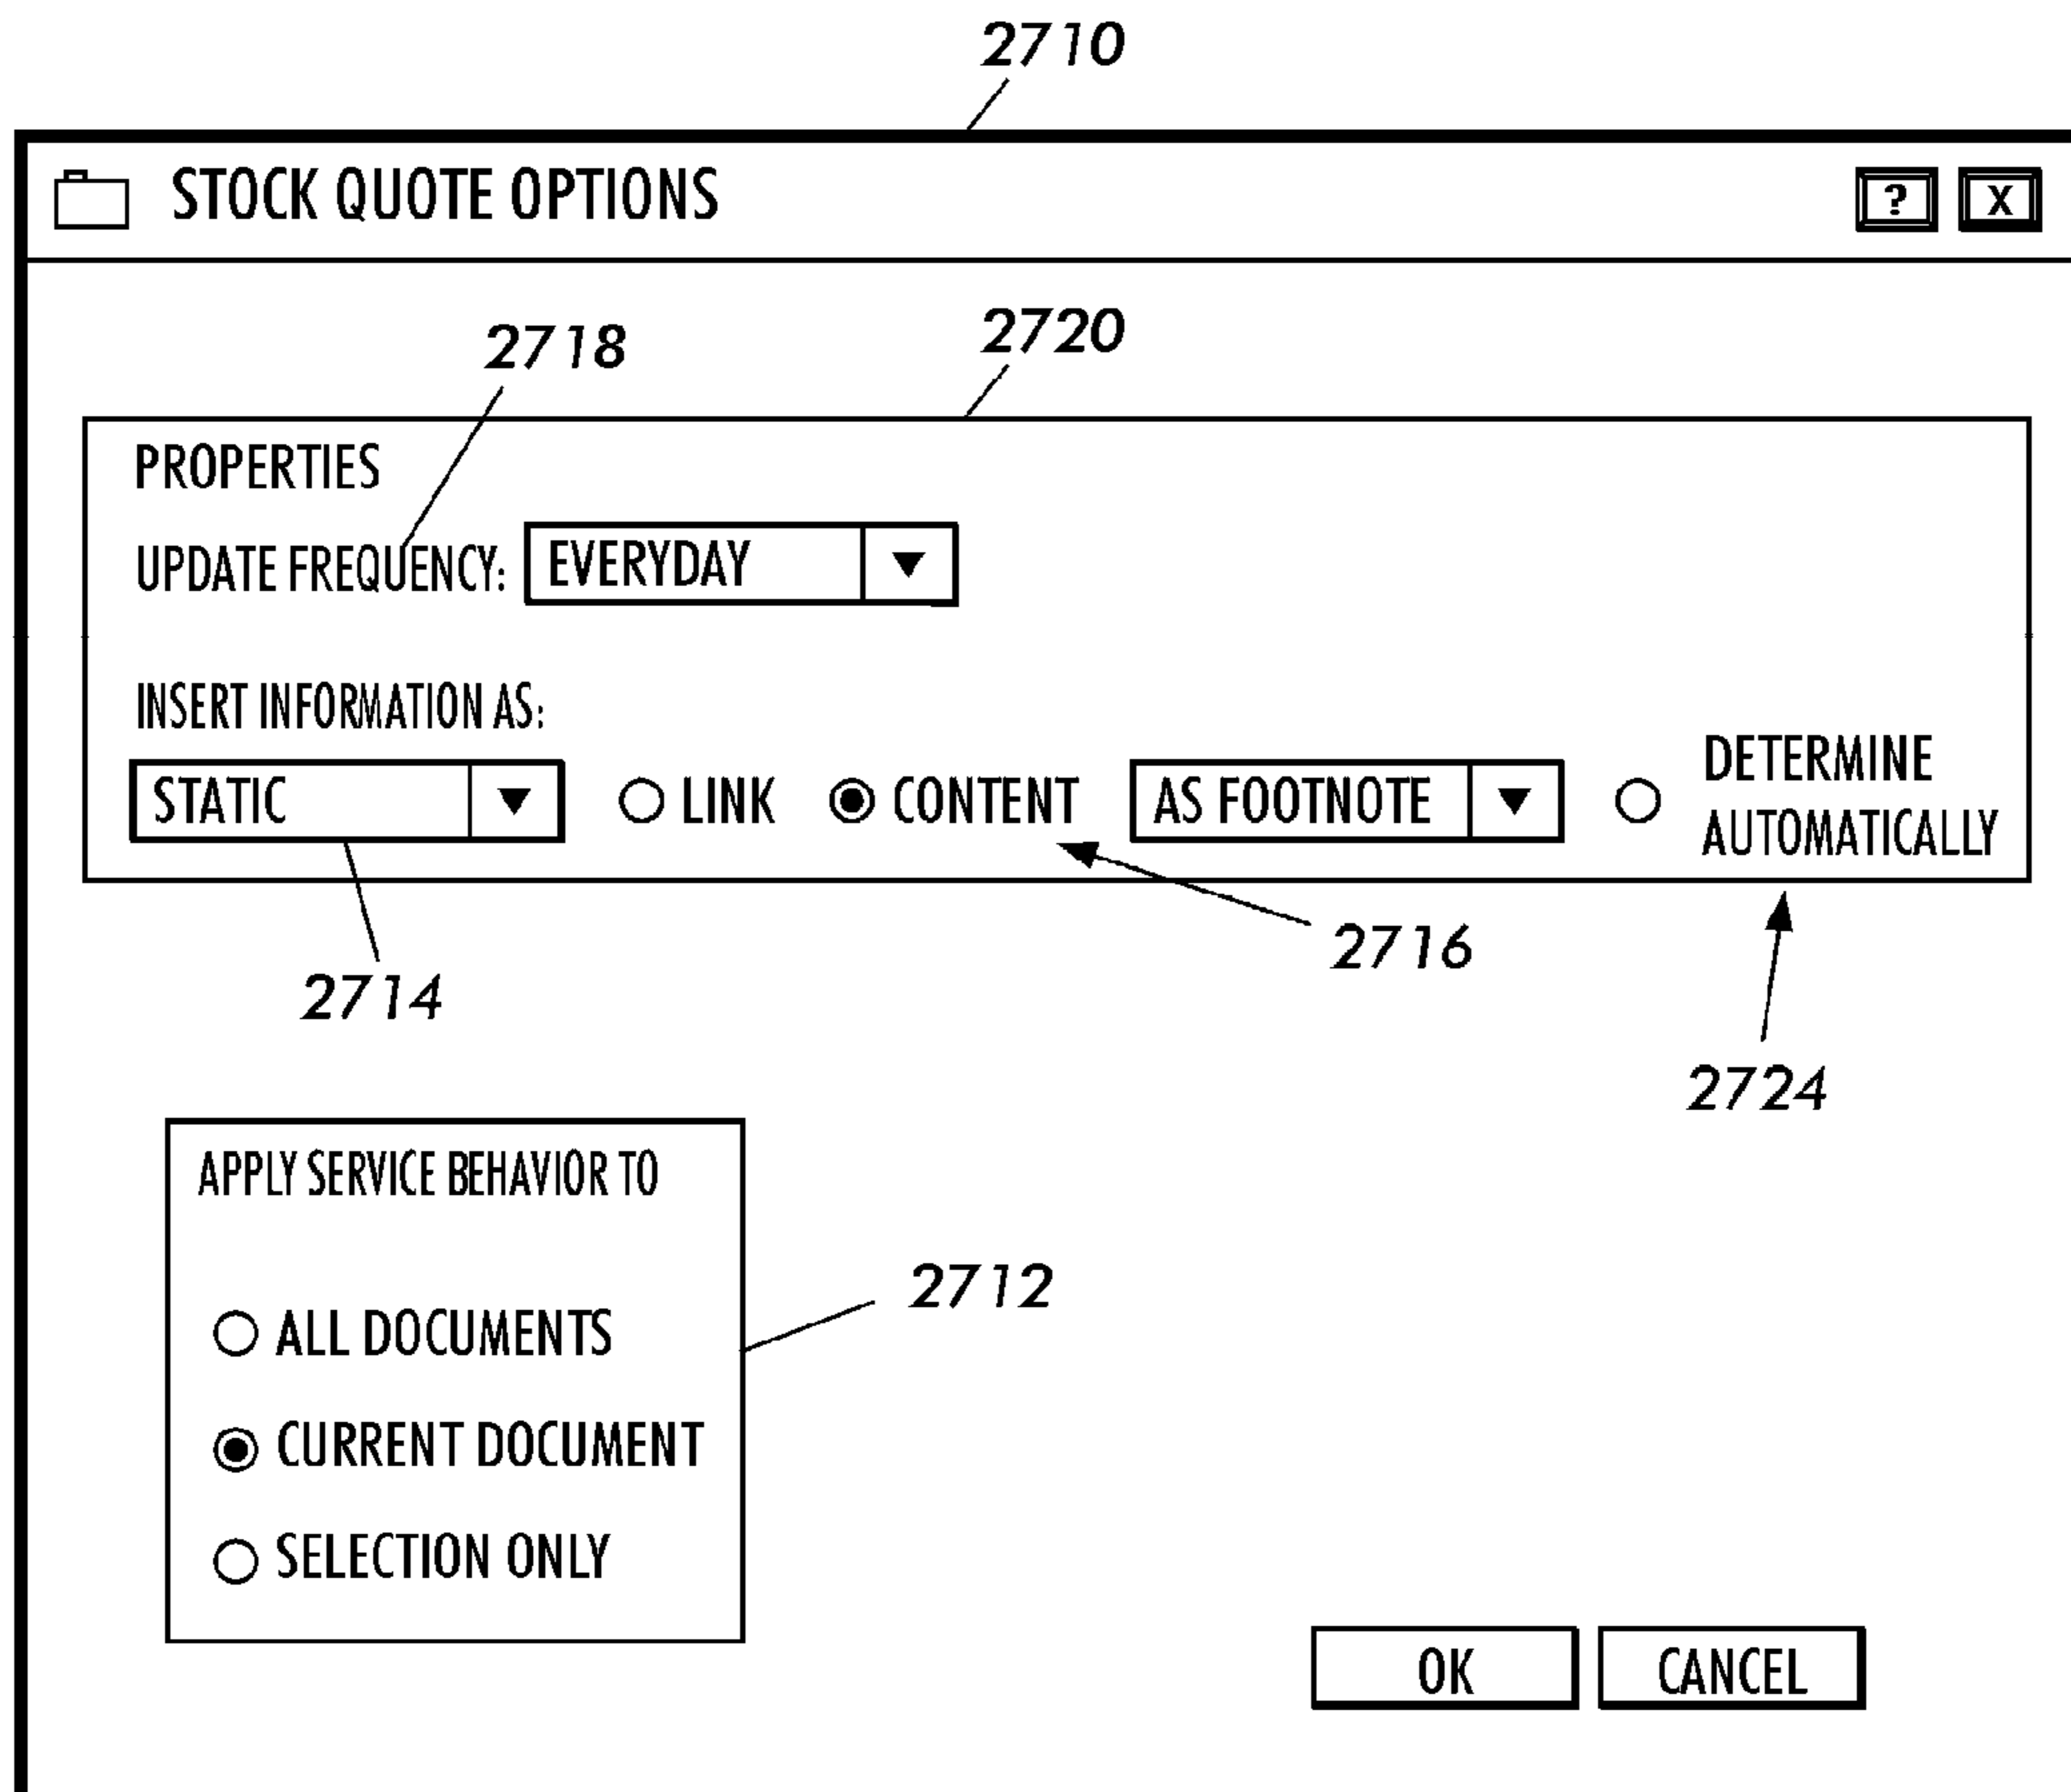 2710
STOCK QUOTE OPTIONS ? X
2718 2720
PROPERTIES
UPDATE FREQUENCY: EVERYDAY
INSERT INFORMATION AS:
STATIC LINK CONTENT AS FOOTNOTE DETERMINE
AUTOMATICALLY
2716
2714
2724
APPLY SERVICE BEHAVIOR TO
2712
ALL DOCUMENTS
CURRENT DOCUMENT
SELECTION ONLY
OK CANCEL